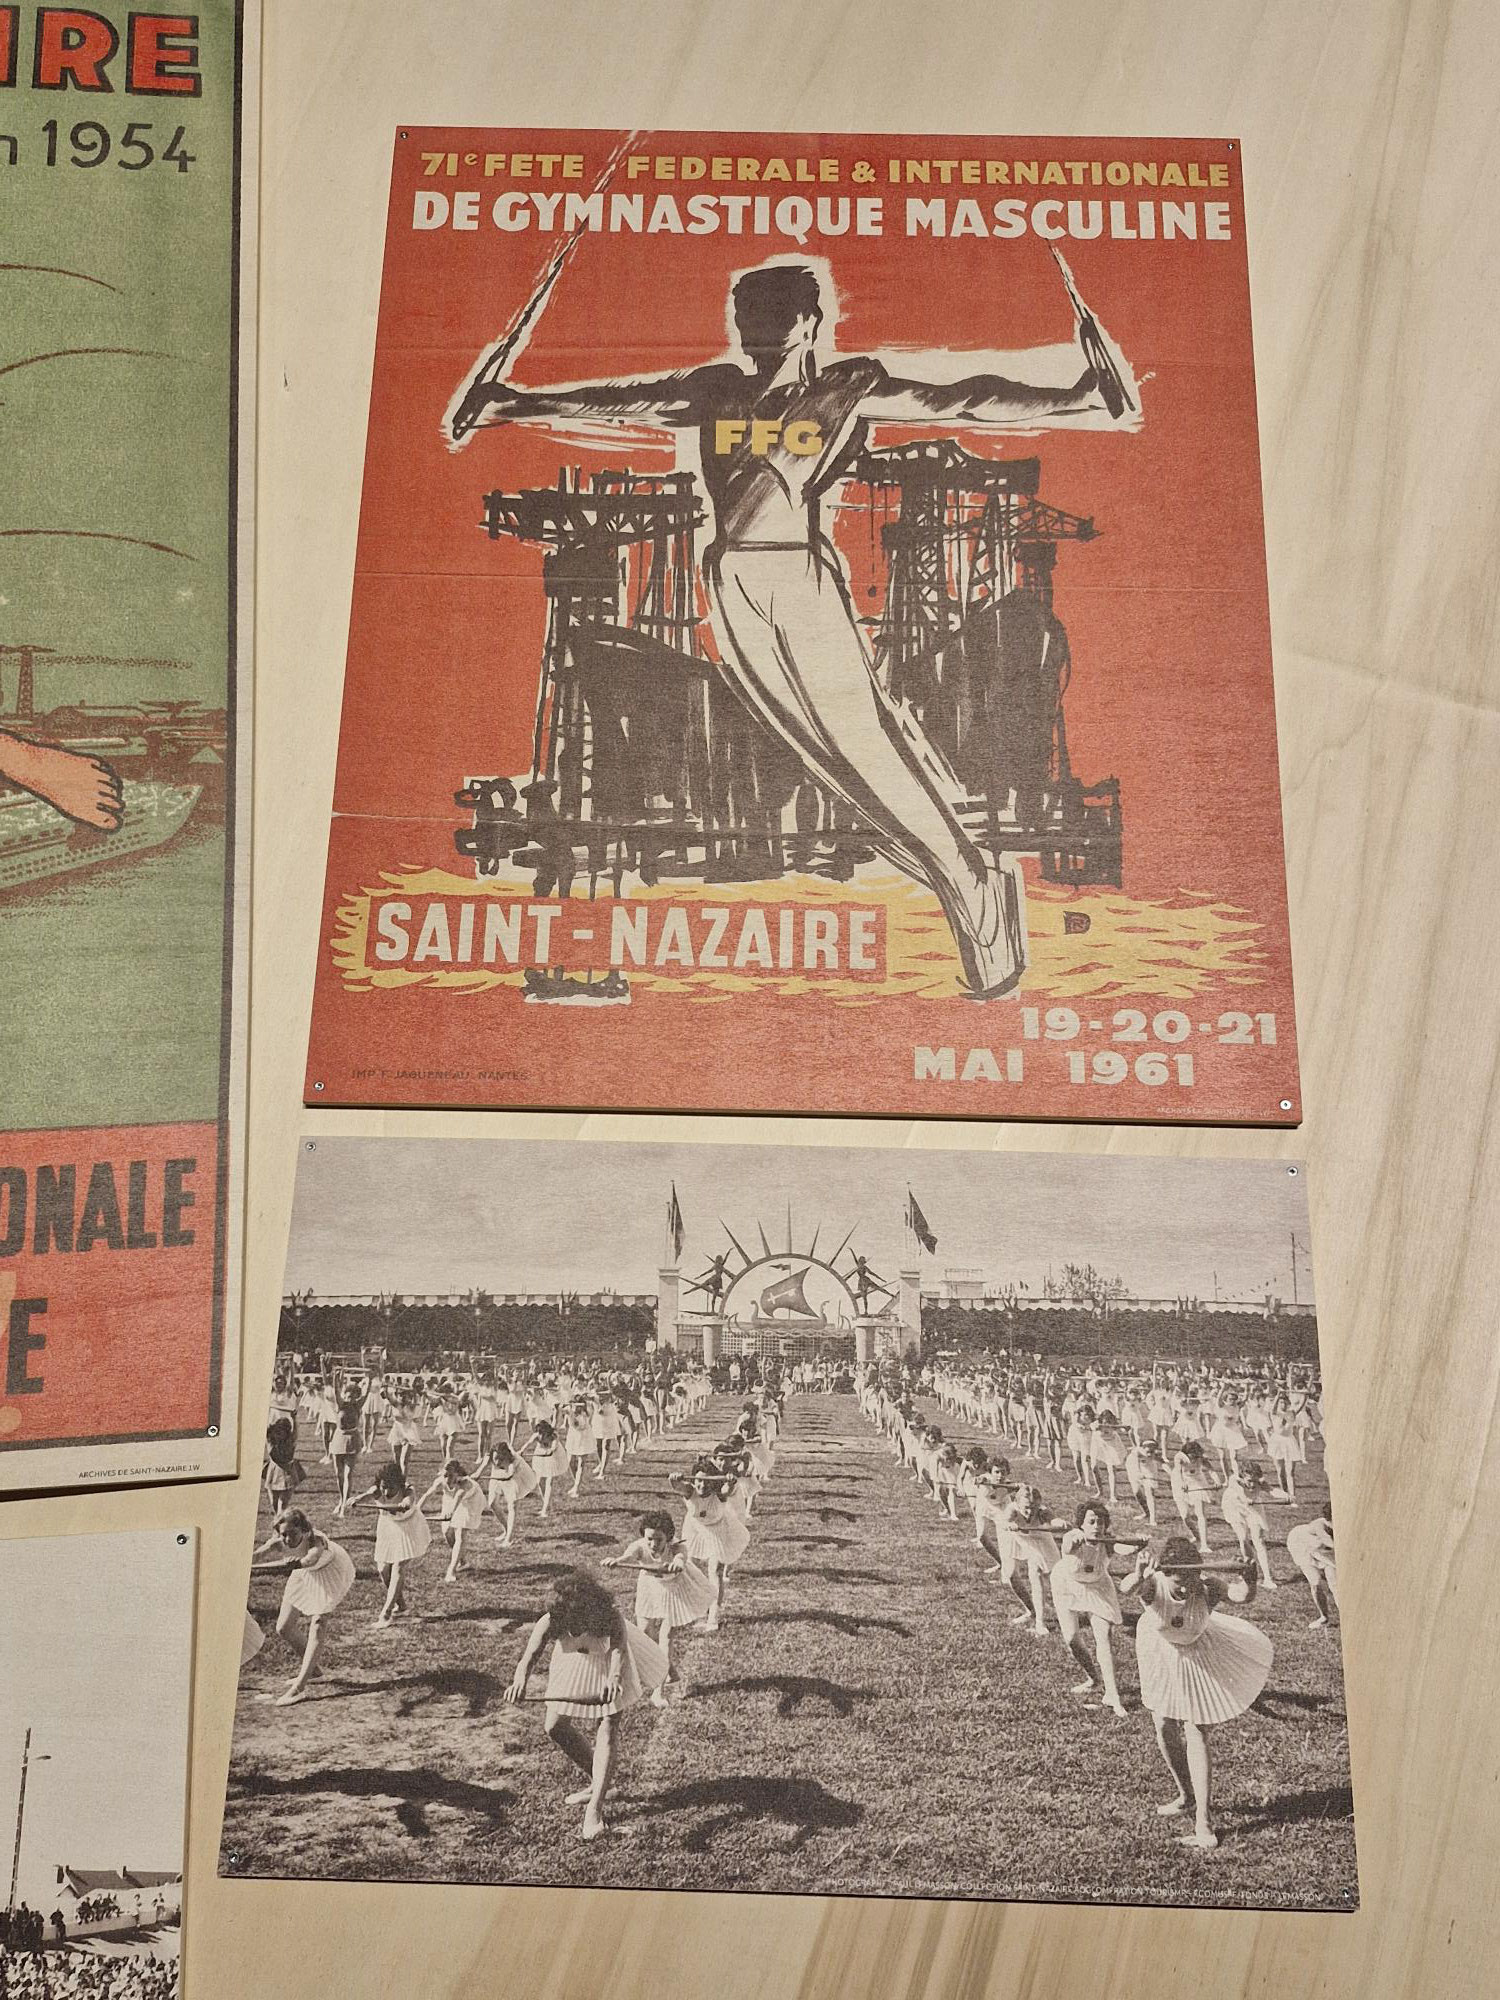 IRE
1954
ONALE
E
ARCHIVES DE SAINT-NAZAIRE 1W
71e FETE FEDERALE & INTERNATIONALE
DE GYMNASTIQUE MASCULINE
FFG
SAINT-NAZAIRE
19-20-21
MAI 1961
IMP. F. JAQUENEAU. NANTES